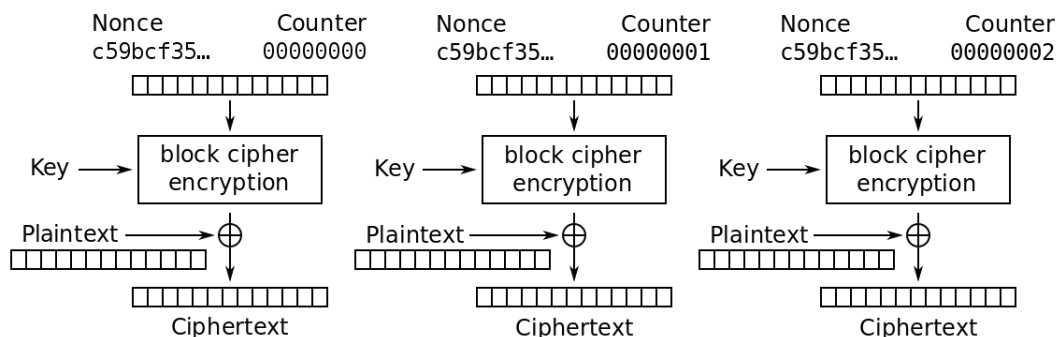 Nonce Counter
c59bcf35… 00000000
Key
block cipher
encryption
Plaintext
Ciphertext
Nonce Counter
c59bcf35… 00000001
Key
block cipher
encryption
Plaintext
Ciphertext
Nonce Counter
c59bcf35… 00000002
Key
block cipher
encryption
Plaintext
Ciphertext